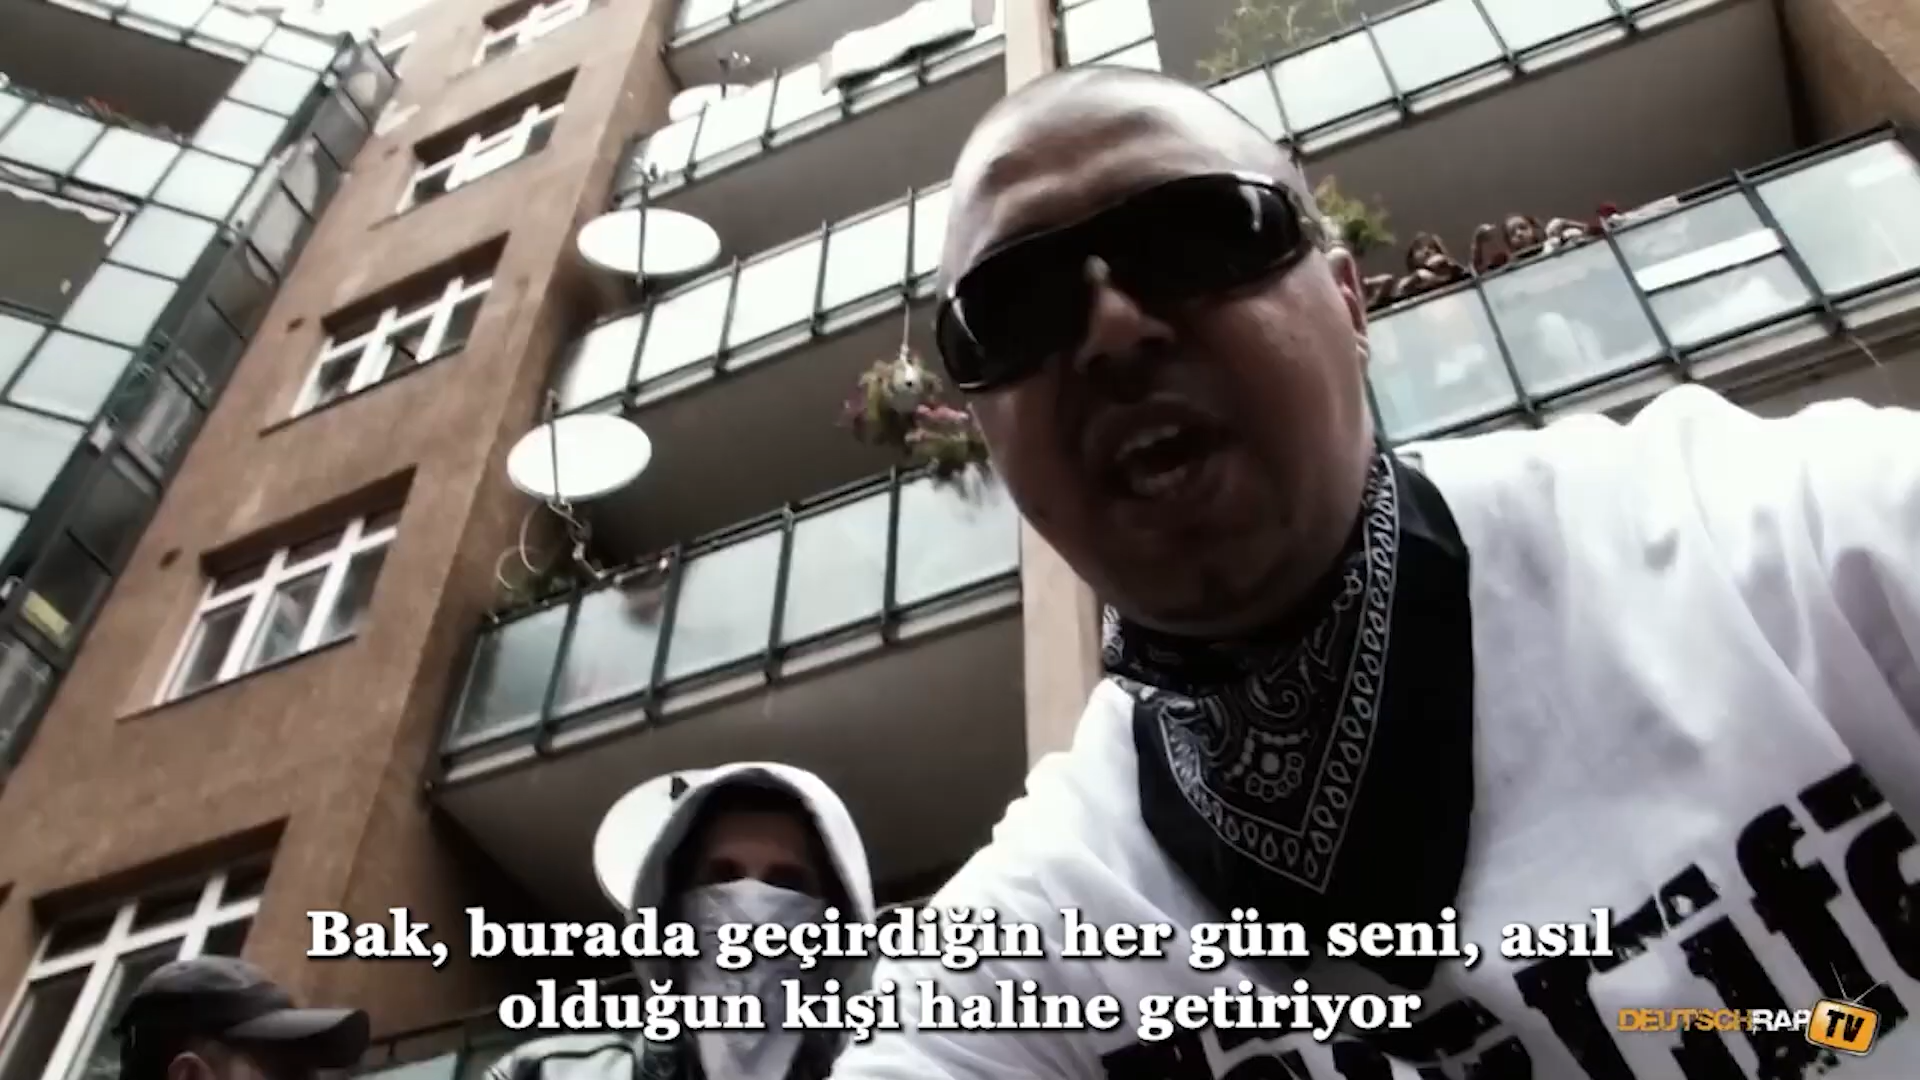 Bak, burada geçirdiğin her gün seni, asıl
olduğun kişi haline getiriyor
DEUTSCHRAP TV